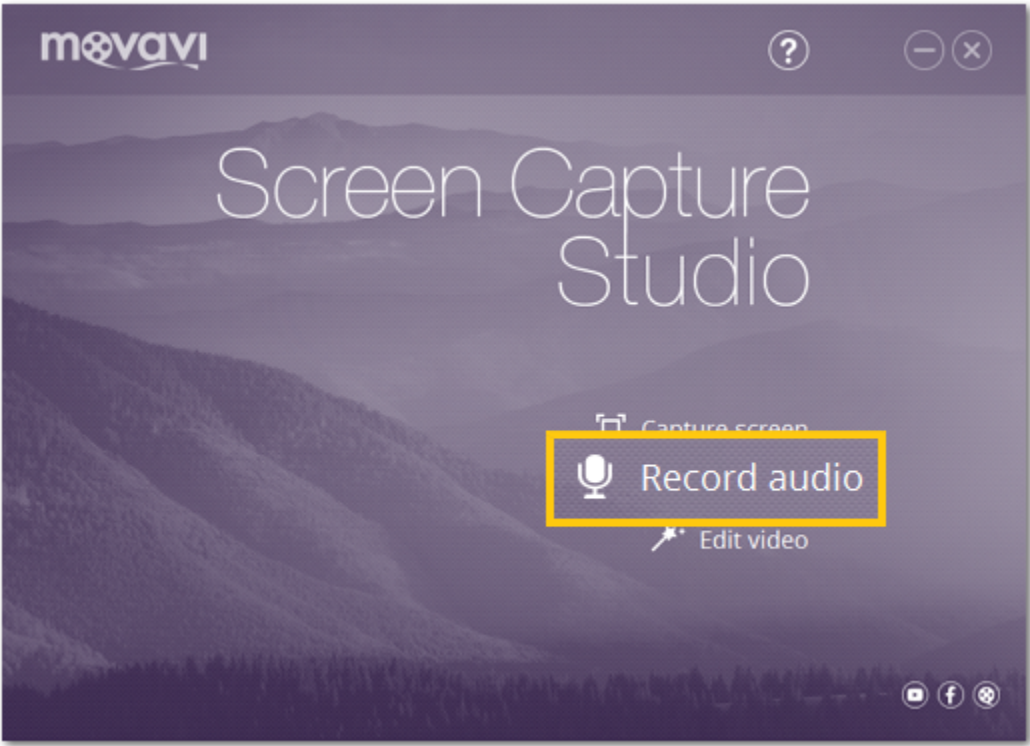 movavi
?
Screen Capture
Studio
Capture screen
Record audio
Edit video